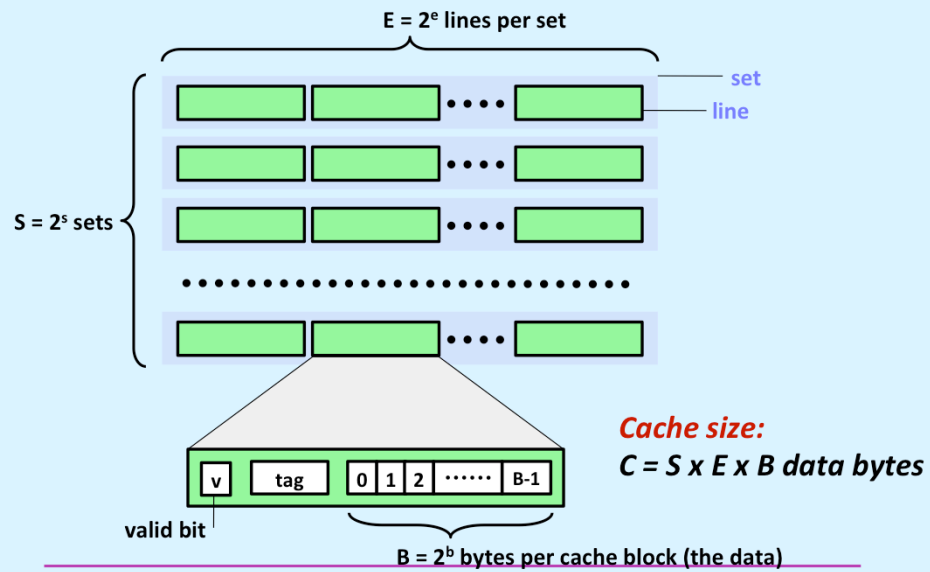 E = 2ᵉ lines per set
set
line
S = 2ˢ sets
Cache size:
C = S x E x B data bytes
v
tag
0 1 2 ······ B-1
valid bit
B = 2ᵇ bytes per cache block (the data)